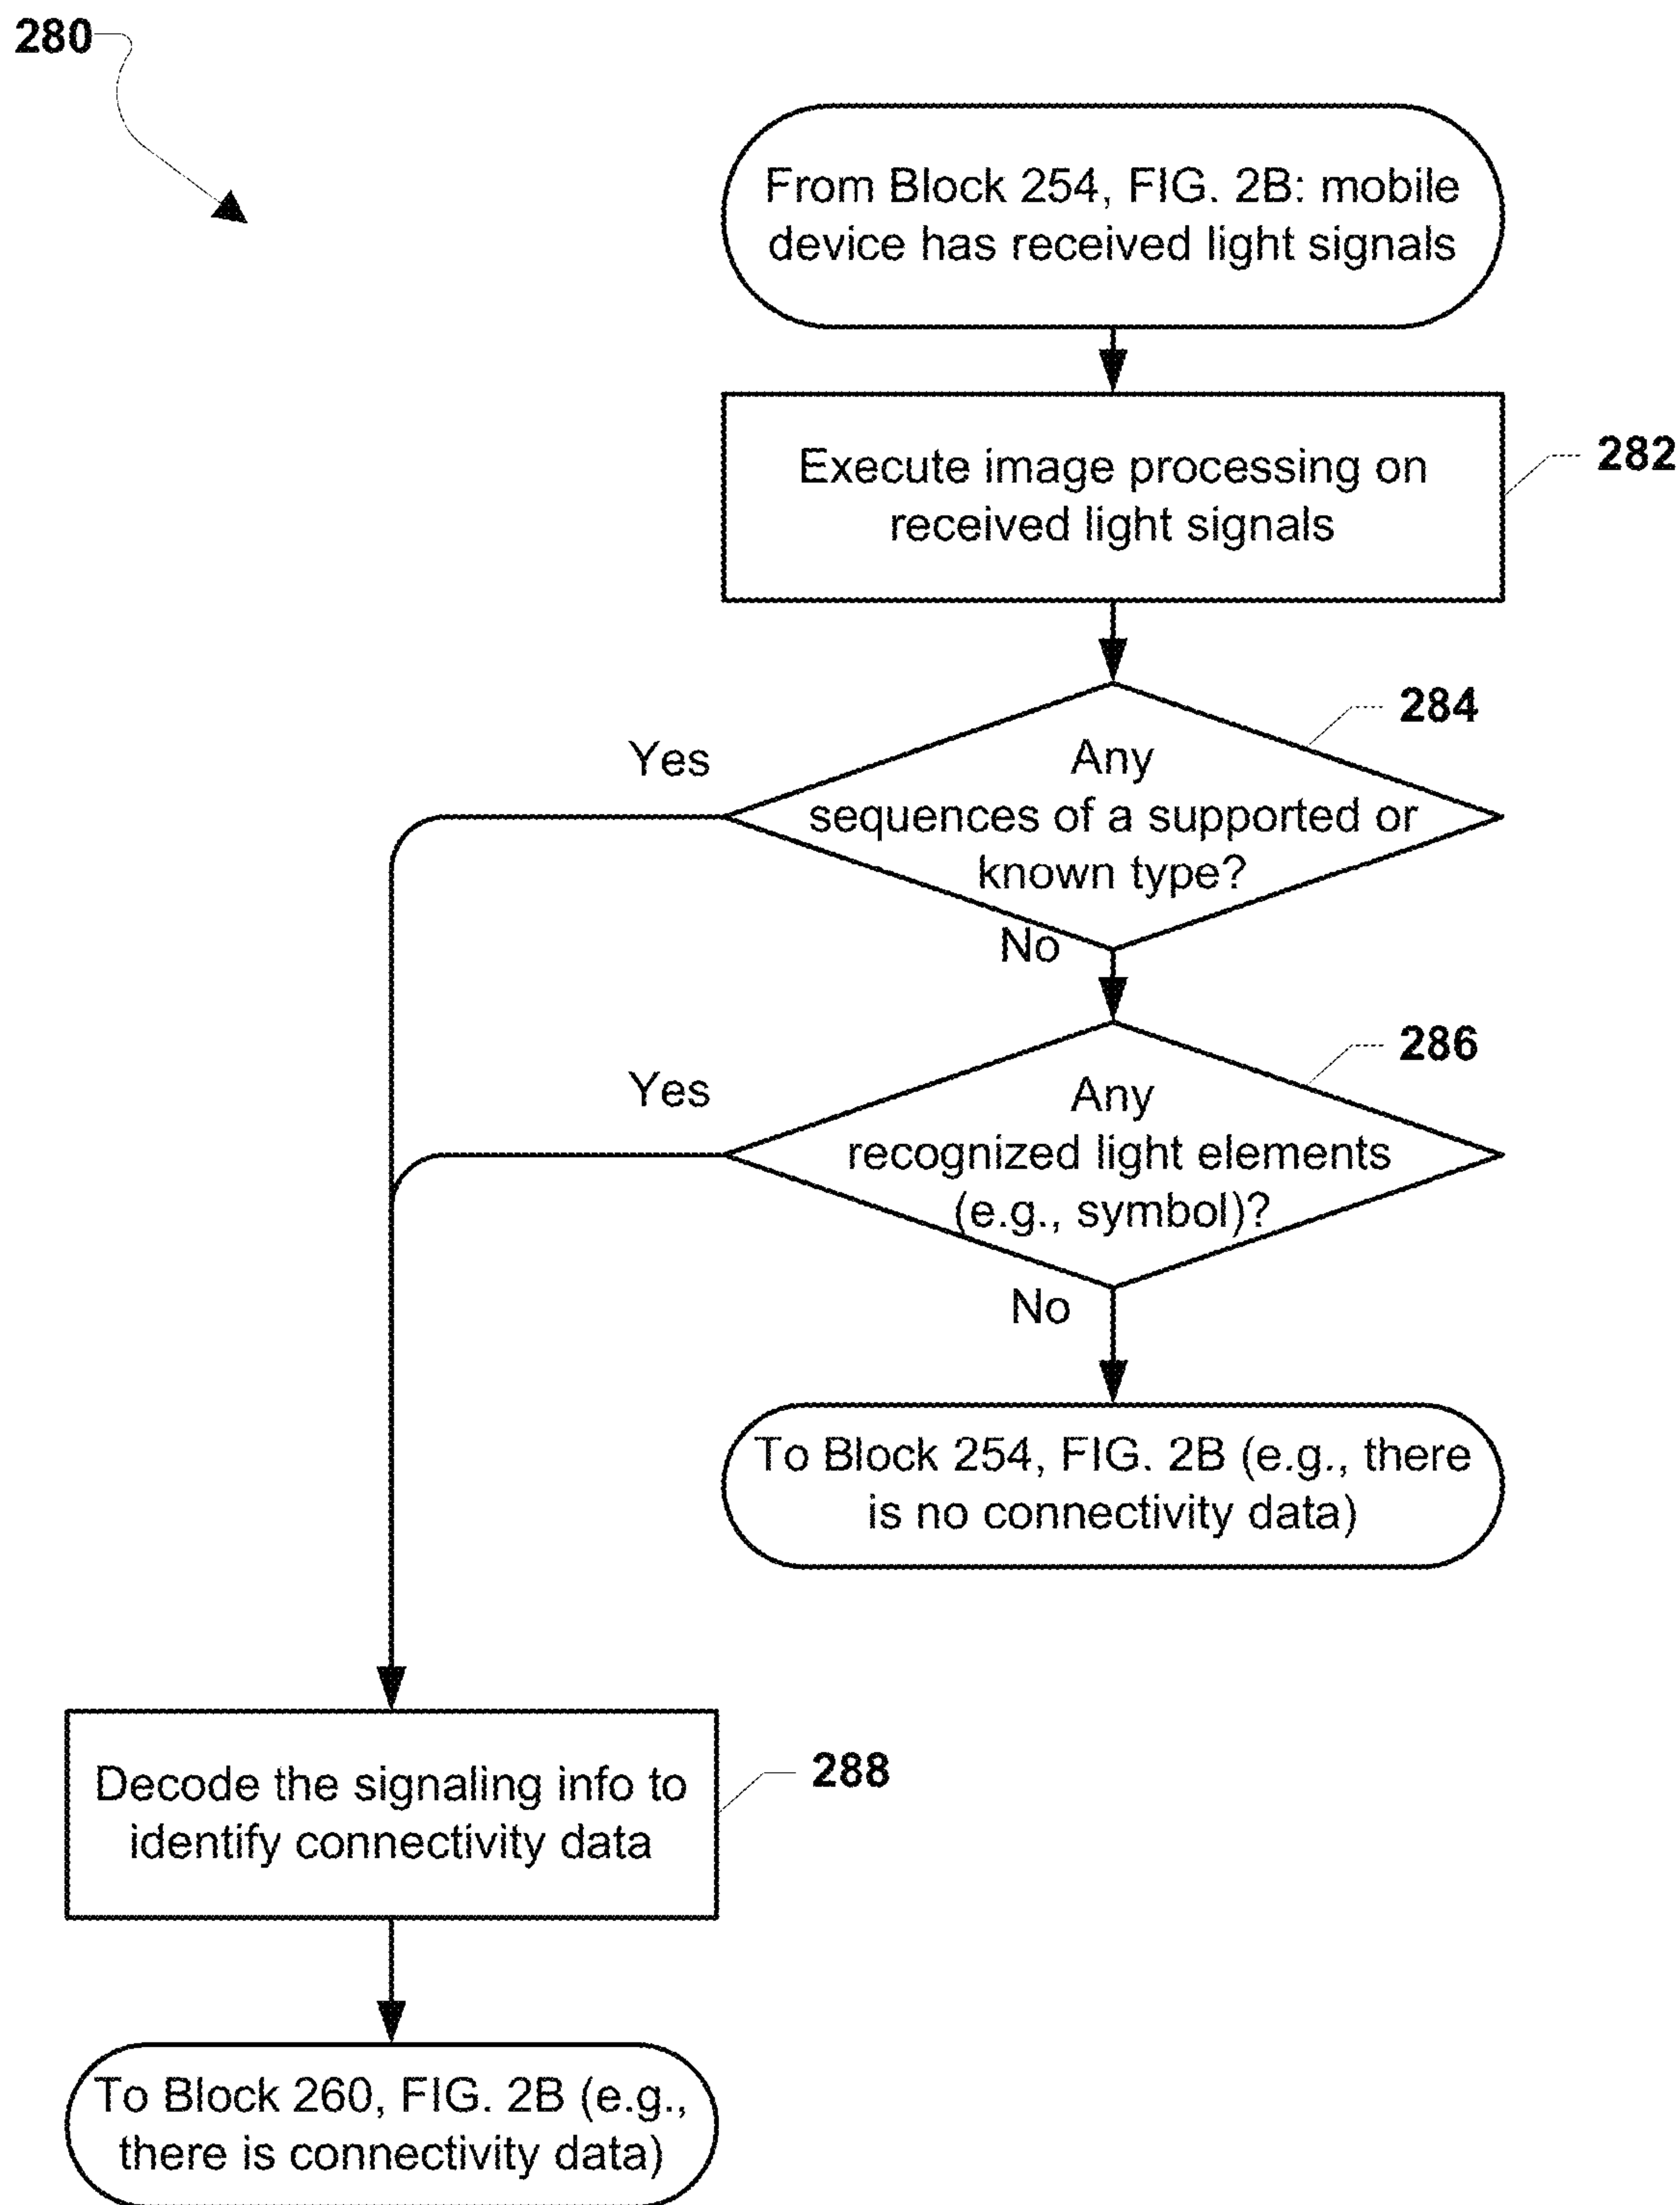 280
From Block 254, FIG. 2B: mobile
device has received light signals
Execute image processing on
received light signals
282
284
Yes
Any
sequences of a supported or
known type?
No
286
Yes
Any
recognized light elements
(e.g., symbol)?
No
To Block 254, FIG. 2B (e.g., there
is no connectivity data)
Decode the signaling info to
identify connectivity data
288
To Block 260, FIG. 2B (e.g.,
there is connectivity data)